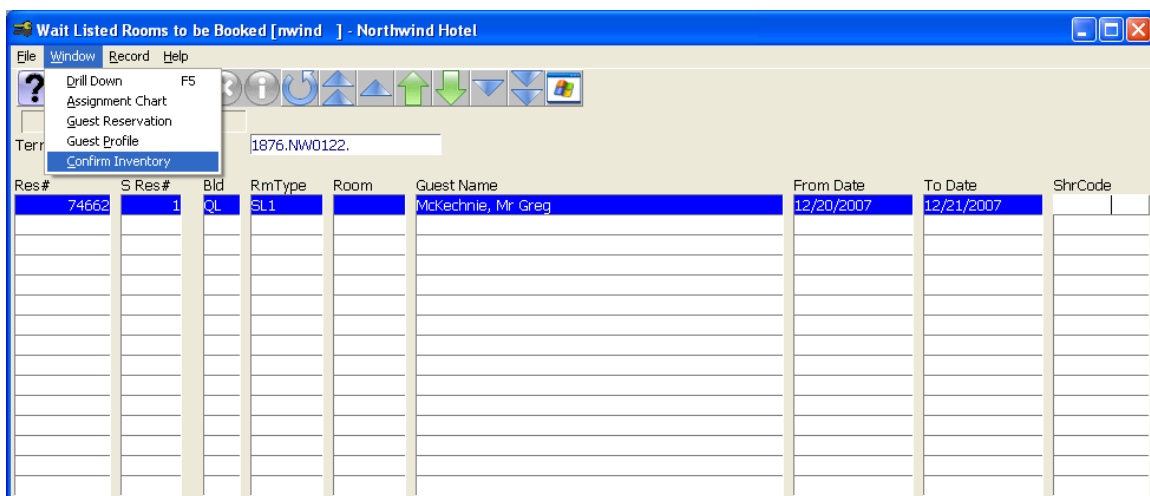 Wait Listed Rooms to be Booked [nwind ] - Northwind Hotel
File Window Record Help
Drill Down F5
Assignment Chart
Guest Reservation
Guest Profile
Confirm Inventory
Terr
1876.NW0122.
Res# S Res# Bld RmType Room Guest Name From Date To Date ShrCode
74662 1 QL SL1 McKechnie, Mr Greg 12/20/2007 12/21/2007